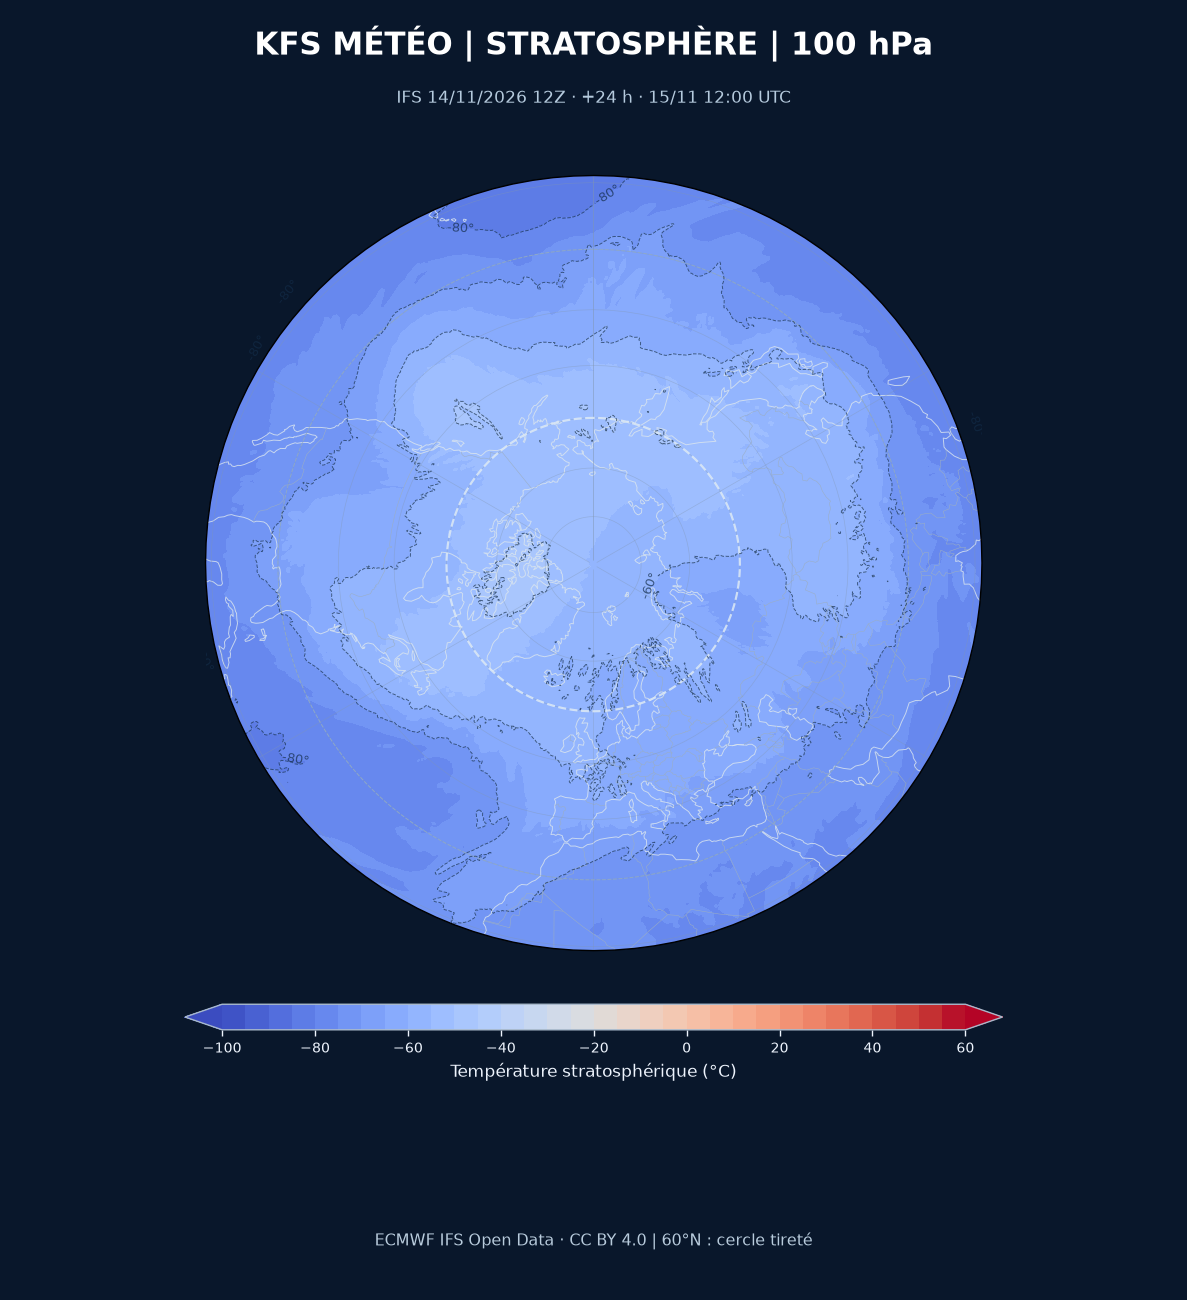 KFS MÉTÉO | STRATOSPHÈRE | 100 hPa
IFS 14/11/2026 12Z · +24 h · 15/11 12:00 UTC
-80°
-80°
-80°
-80°
-60°
-80°
−100 −80 −60 −40 −20 0 20 40 60
Température stratosphérique (°C)
ECMWF IFS Open Data · CC BY 4.0 | 60°N : cercle tireté